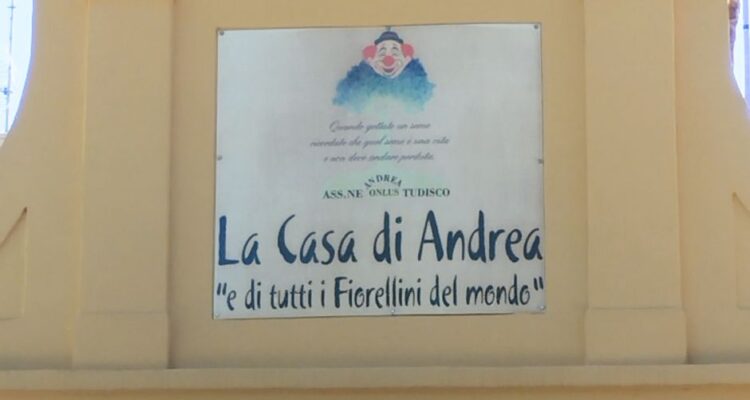 Quando gettate un seme
ricordate che quel seme è una vita
e non deve andare perduta.
ANDREA
ASS.NE ONLUS TUDISCO
La Casa di Andrea
"e di tutti i Fiorellini del mondo"